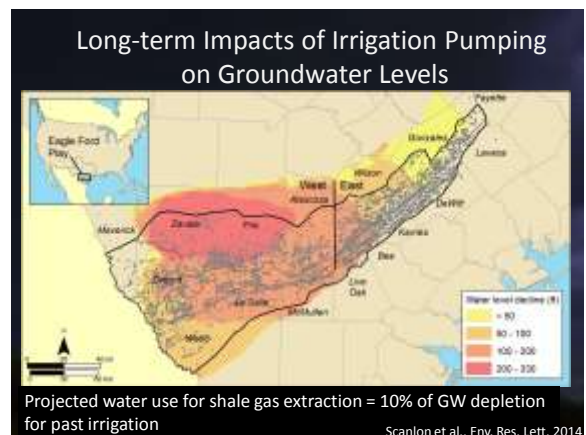 Long-term Impacts of Irrigation Pumping
on Groundwater Levels
Eagle Ford
Play
Fayette
Gonzales
Lavaca
Wilson
West East
Atascosa
DeWitt
Maverick
Zavala
Frio
Karnes
Bee
Live
Oak
Dimmit
La Salle
McMullen
Webb
Water level decline (ft)
< 50
50 - 100
100 - 200
Projected water use for shale gas extraction = 10% of GW depletion
for past irrigation
Scanlon et al., Env. Res. Lett. 2014